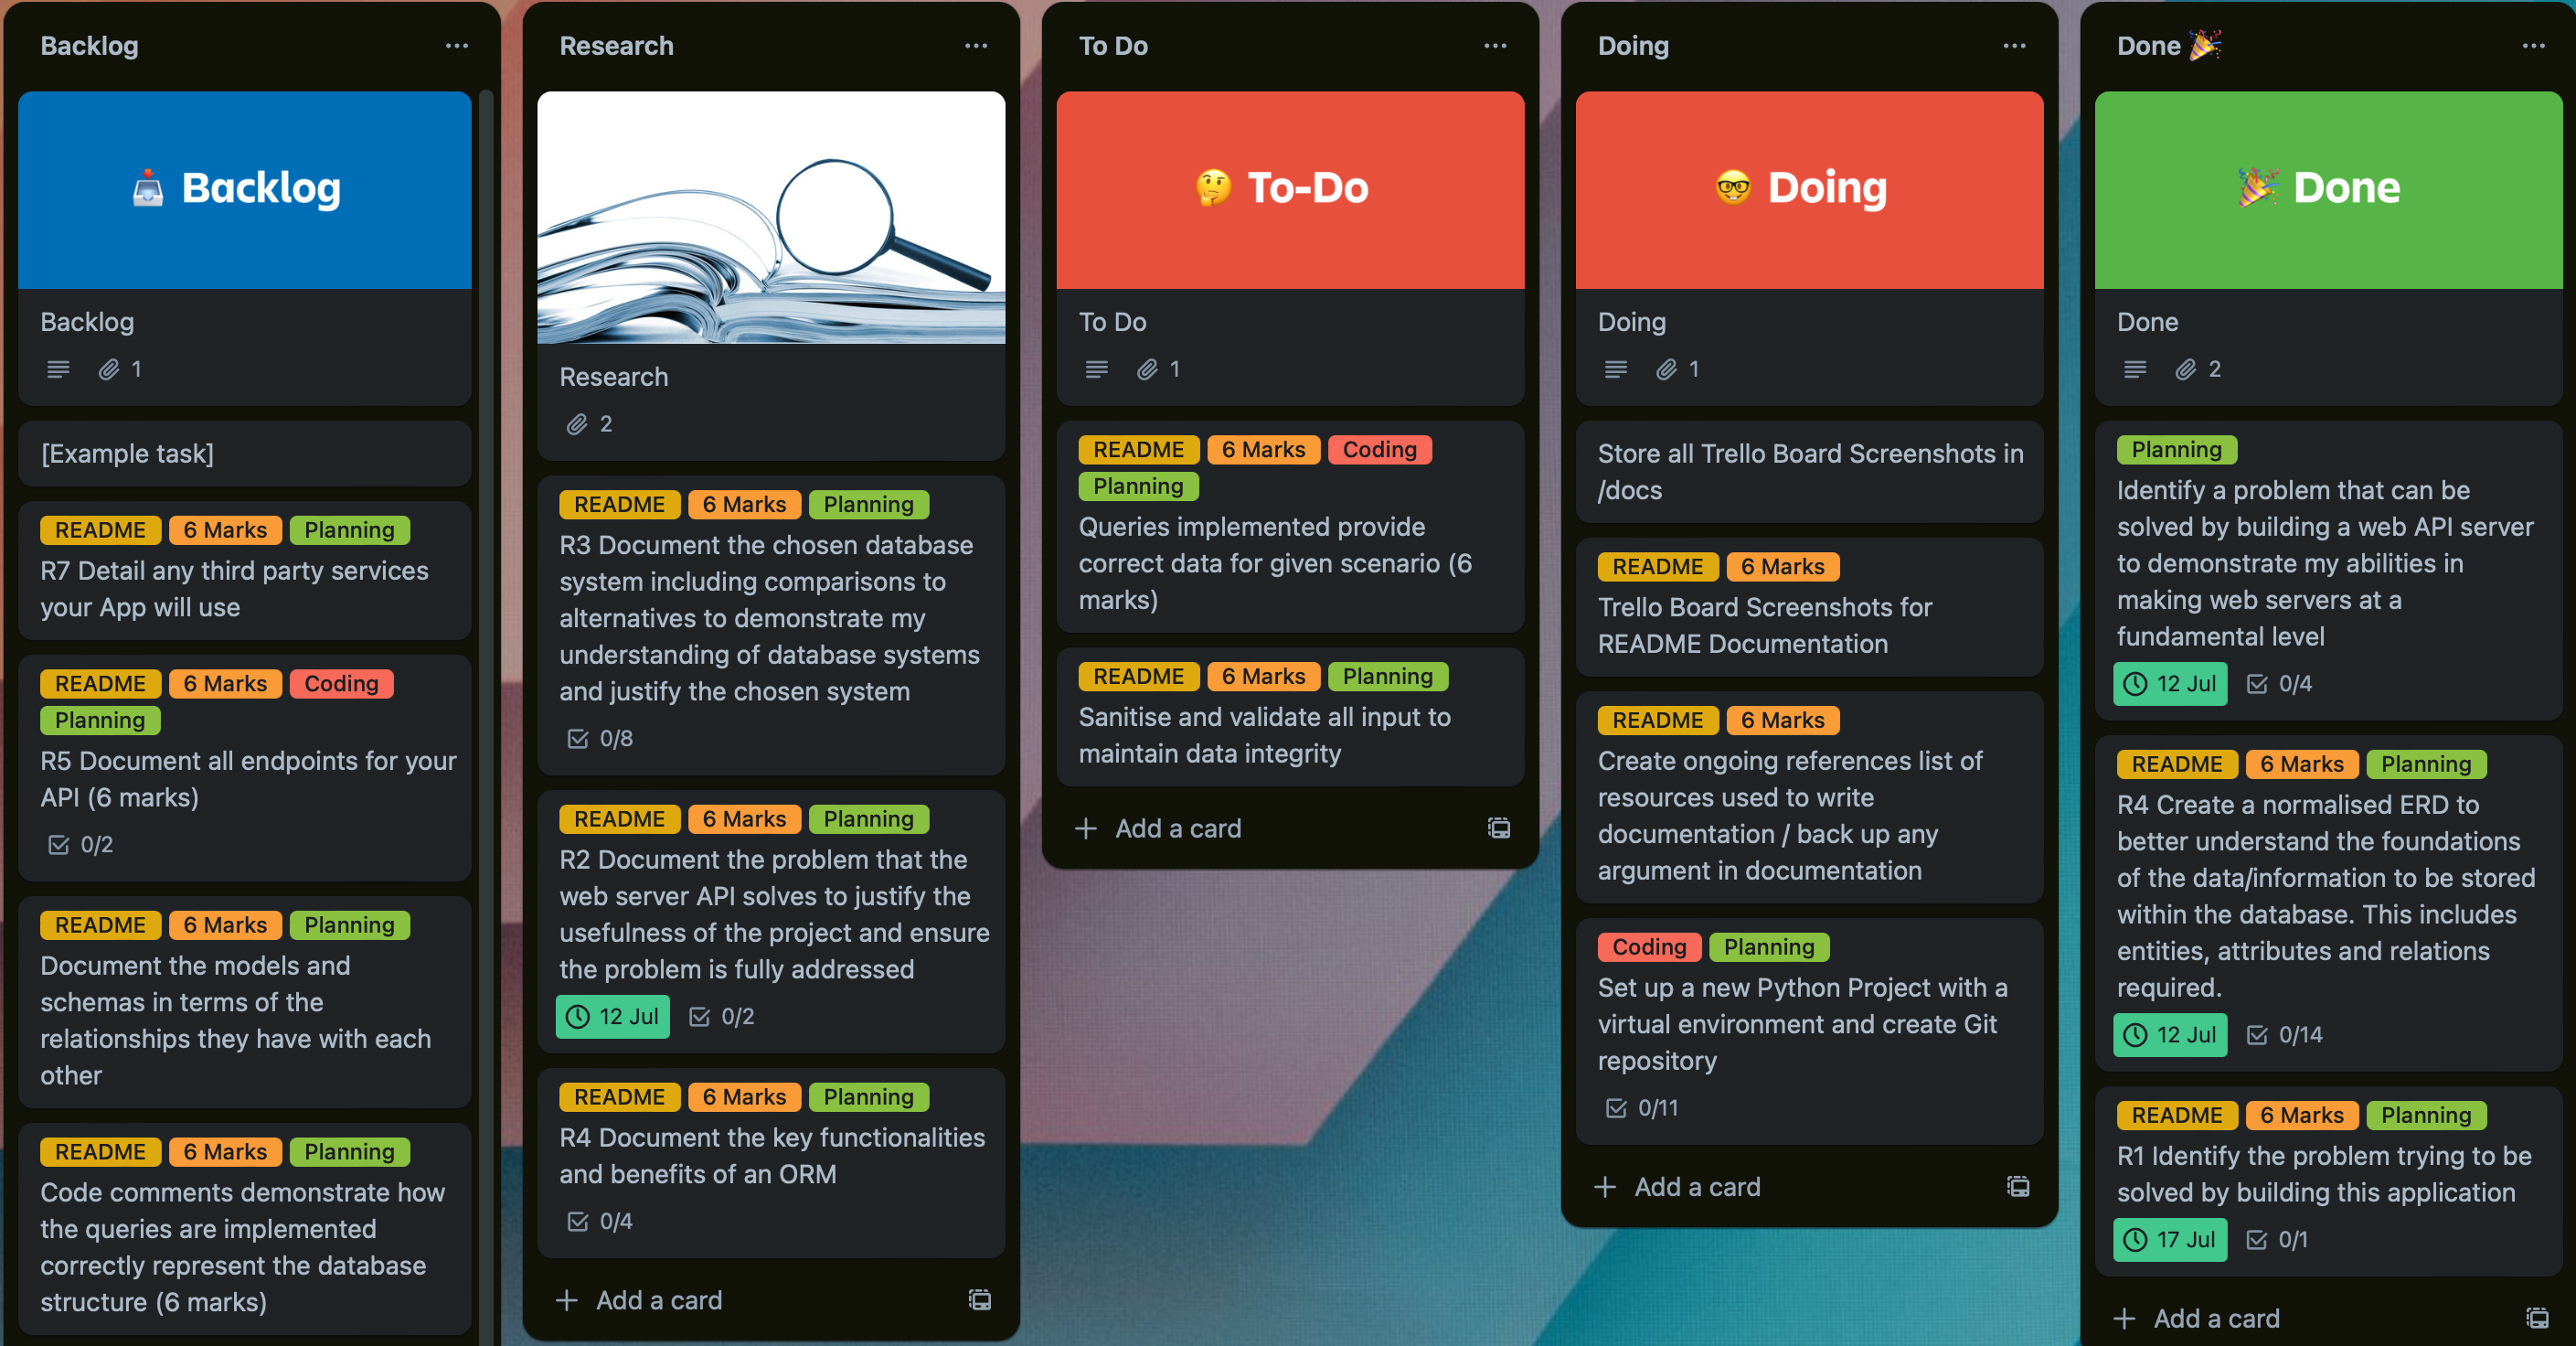 Backlog
📥 Backlog
Backlog
1
[Example task]
README 6 Marks Planning
R7 Detail any third party services
your App will use
README 6 Marks Coding
Planning
R5 Document all endpoints for your
API (6 marks)
0/2
README 6 Marks Planning
Document the models and
schemas in terms of the
relationships they have with each
other
README 6 Marks Planning
Code comments demonstrate how
the queries are implemented
correctly represent the database
structure (6 marks)
Research
Research
2
README 6 Marks Planning
R3 Document the chosen database
system including comparisons to
alternatives to demonstrate my
understanding of database systems
and justify the chosen system
0/8
README 6 Marks Planning
R2 Document the problem that the
web server API solves to justify the
usefulness of the project and ensure
the problem is fully addressed
12 Jul 0/2
README 6 Marks Planning
R4 Document the key functionalities
and benefits of an ORM
0/4
+ Add a card
To Do
🤔 To-Do
To Do
1
README 6 Marks Coding
Planning
Queries implemented provide
correct data for given scenario (6
marks)
README 6 Marks Planning
Sanitise and validate all input to
maintain data integrity
+ Add a card
Doing
🤓 Doing
Doing
1
Store all Trello Board Screenshots in
/docs
README 6 Marks
Trello Board Screenshots for
README Documentation
README 6 Marks
Create ongoing references list of
resources used to write
documentation / back up any
argument in documentation
Coding Planning
Set up a new Python Project with a
virtual environment and create Git
repository
0/11
+ Add a card
Done 🎉
🎉 Done
Done
2
Planning
Identify a problem that can be
solved by building a web API server
to demonstrate my abilities in
making web servers at a
fundamental level
12 Jul 0/4
README 6 Marks Planning
R4 Create a normalised ERD to
better understand the foundations
of the data/information to be stored
within the database. This includes
entities, attributes and relations
required.
12 Jul 0/14
README 6 Marks Planning
R1 Identify the problem trying to be
solved by building this application
17 Jul 0/1
+ Add a card